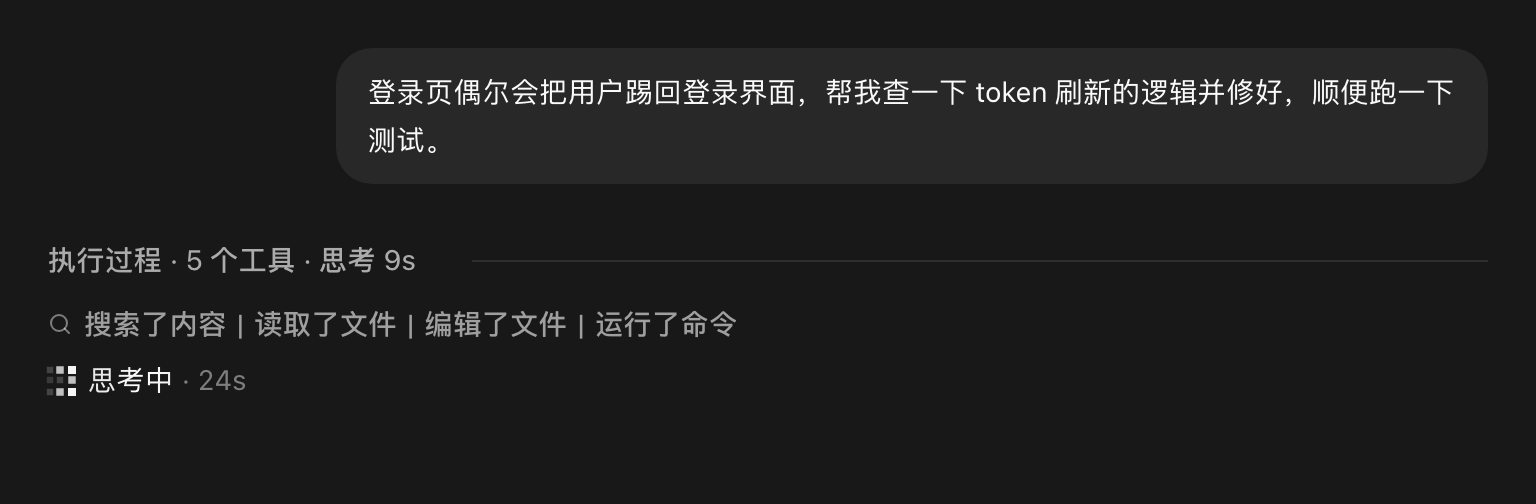 登录页偶尔会把用户踢回登录界面，帮我查一下 token 刷新的逻辑并修好，顺便跑一下
测试。
执行过程 · 5 个工具 · 思考 9s
搜索了内容 | 读取了文件 | 编辑了文件 | 运行了命令
思考中 · 24s